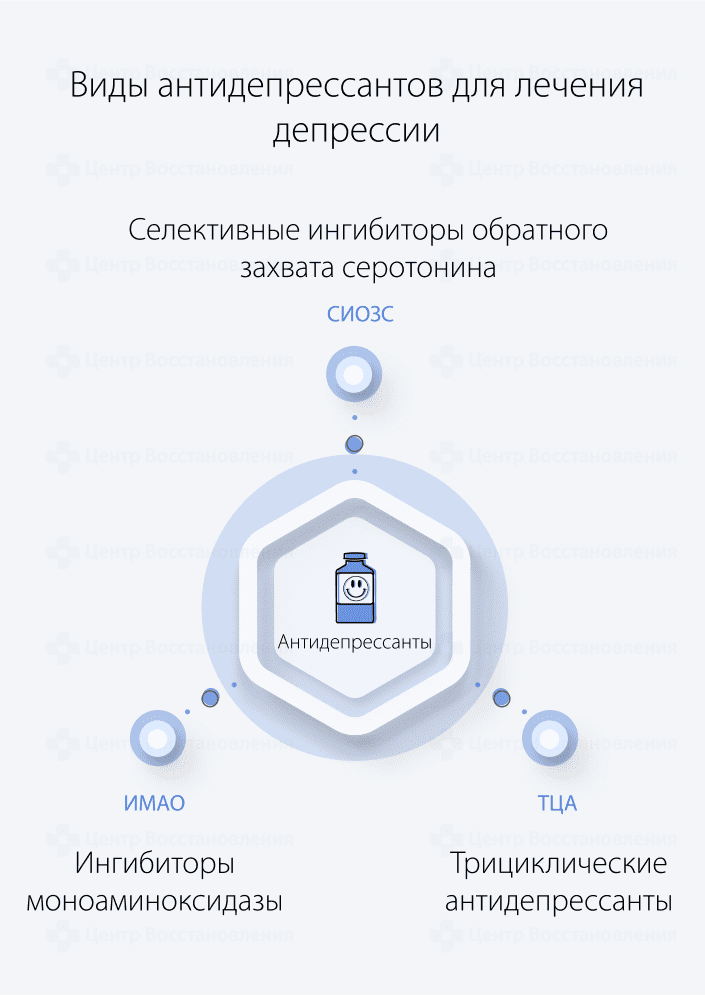 Виды антидепрессантов для лечения
депрессии
Селективные ингибиторы обратного
захвата серотонина
СИОЗС
Антидепрессанты
ИМАО
ТЦА
Ингибиторы
моноаминоксидазы
Трициклические
антидепрессанты
Центр Восстановления